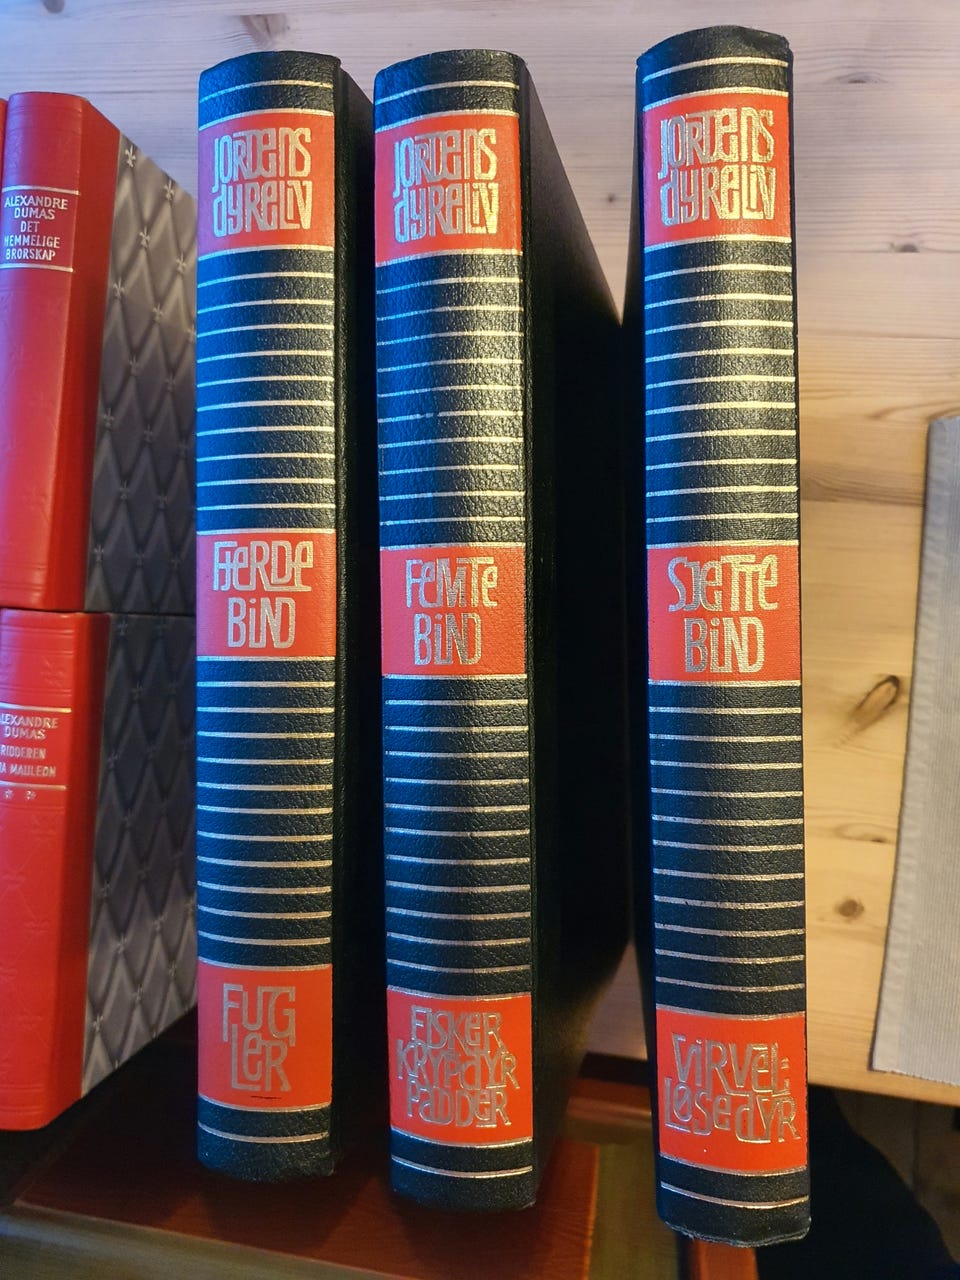 ALEXANDRE
DUMAS
DET
HEMMELIGE
BRORSKAP
ALEXANDRE
DUMAS
RIDDEREN
MAULEON
* *
JORDENS
DYRELIV
FJERDE
BIND
FUG
LER
JORDENS
DYRELIV
FEMTE
BIND
FISKER
KRYPDYR
PADDER
JORDENS
DYRELIV
SJETTE
BIND
VIRVEL-
LØSE DYR